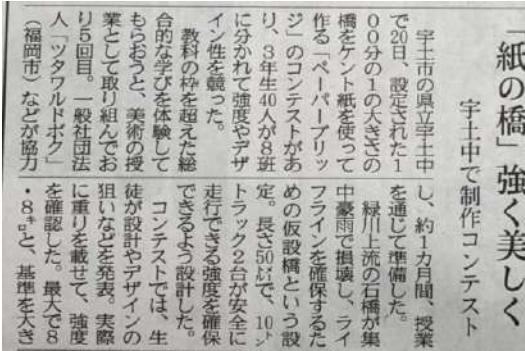 「紙の橋」強く美しく
宇土中で制作コンテスト
宇土市の県立宇土中
で20日、設定された1
00分の1の大きさの
橋をケント紙を使って
作る「ペーパーブリッ
ジ」のコンテストがあ
り、3年生40人が8班
に分かれて強度やデザ
イン性を競った。
教科の枠を超えた総
合的な学びを体験して
もらおうと、美術の授
業として取り組んでお
り5回目。一般社団法
人「ツタワルドボク」
（福岡市）などが協力
し、約1カ月間、授業
を通じて準備した。
緑川上流の石橋が集
中豪雨で損壊し、ライ
フラインを確保するた
めの仮設橋という設
定。長さ50㍍で、10㌧
トラック2台が安全に
走行できる強度を確保
できるよう設計した。
コンテストでは、生
徒が設計やデザインの
狙いなどを発表。実際
に重りを載せて、強度
を確認した。最大で8
・8㌔と、基準を大き